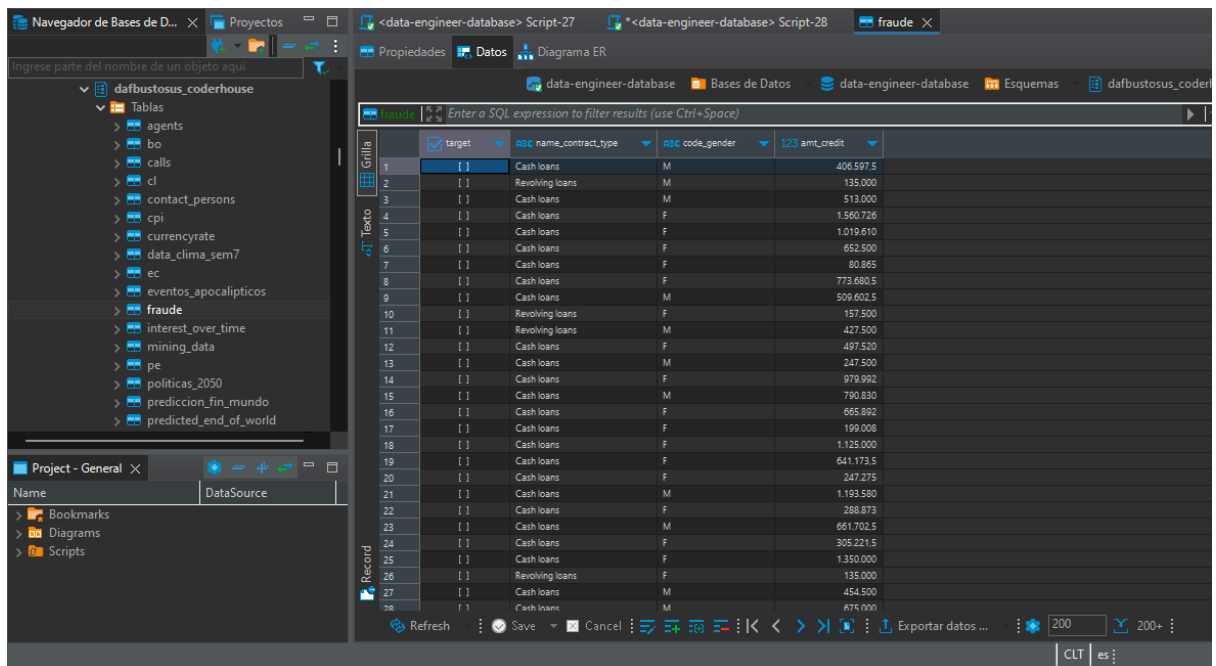 Navegador de Bases de D...
Proyectos
Ingrese parte del nombre de un objeto aqui
dafbustosus_coderhouse
Tablas
agents
bo
calls
cl
contact_persons
cpi
currencyrate
data_clima_sem7
ec
eventos_apocalipticos
fraude
interest_over_time
mining_data
pe
politicas_2050
prediccion_fin_mundo
predicted_end_of_world
Project - General
Name DataSource
Bookmarks
Diagrams
Scripts
<data-engineer-database> Script-27 *<data-engineer-database> Script-28 fraude
Propiedades Datos Diagrama ER
data-engineer-database Bases de Datos data-engineer-database Esquemas dafbustosus_coderh
fraude Enter a SQL expression to filter results (use Ctrl+Space)
Grilla
Texto
Record
target ABC name_contract_type ABC code_gender 123 amt_credit
1 [ ] Cash loans M 406.597,5
2 [ ] Revolving loans M 135.000
3 [ ] Cash loans M 513.000
4 [ ] Cash loans F 1.560.726
5 [ ] Cash loans F 1.019.610
6 [ ] Cash loans F 652.500
7 [ ] Cash loans F 80.865
8 [ ] Cash loans F 773.680,5
9 [ ] Cash loans M 509.602,5
10 [ ] Revolving loans F 157.500
11 [ ] Revolving loans M 427.500
12 [ ] Cash loans F 497.520
13 [ ] Cash loans M 247.500
14 [ ] Cash loans F 979.992
15 [ ] Cash loans M 790.830
16 [ ] Cash loans F 665.892
17 [ ] Cash loans F 199.008
18 [ ] Cash loans F 1.125.000
19 [ ] Cash loans F 641.173,5
20 [ ] Cash loans F 247.275
21 [ ] Cash loans M 1.193.580
22 [ ] Cash loans F 288.873
23 [ ] Cash loans M 661.702,5
24 [ ] Cash loans F 305.221,5
25 [ ] Cash loans F 1.350.000
26 [ ] Revolving loans F 135.000
27 [ ] Cash loans M 454.500
28 [ ] Cash loans M 675.000
Refresh Save Cancel Exportar datos ... 200 200+
CLT es